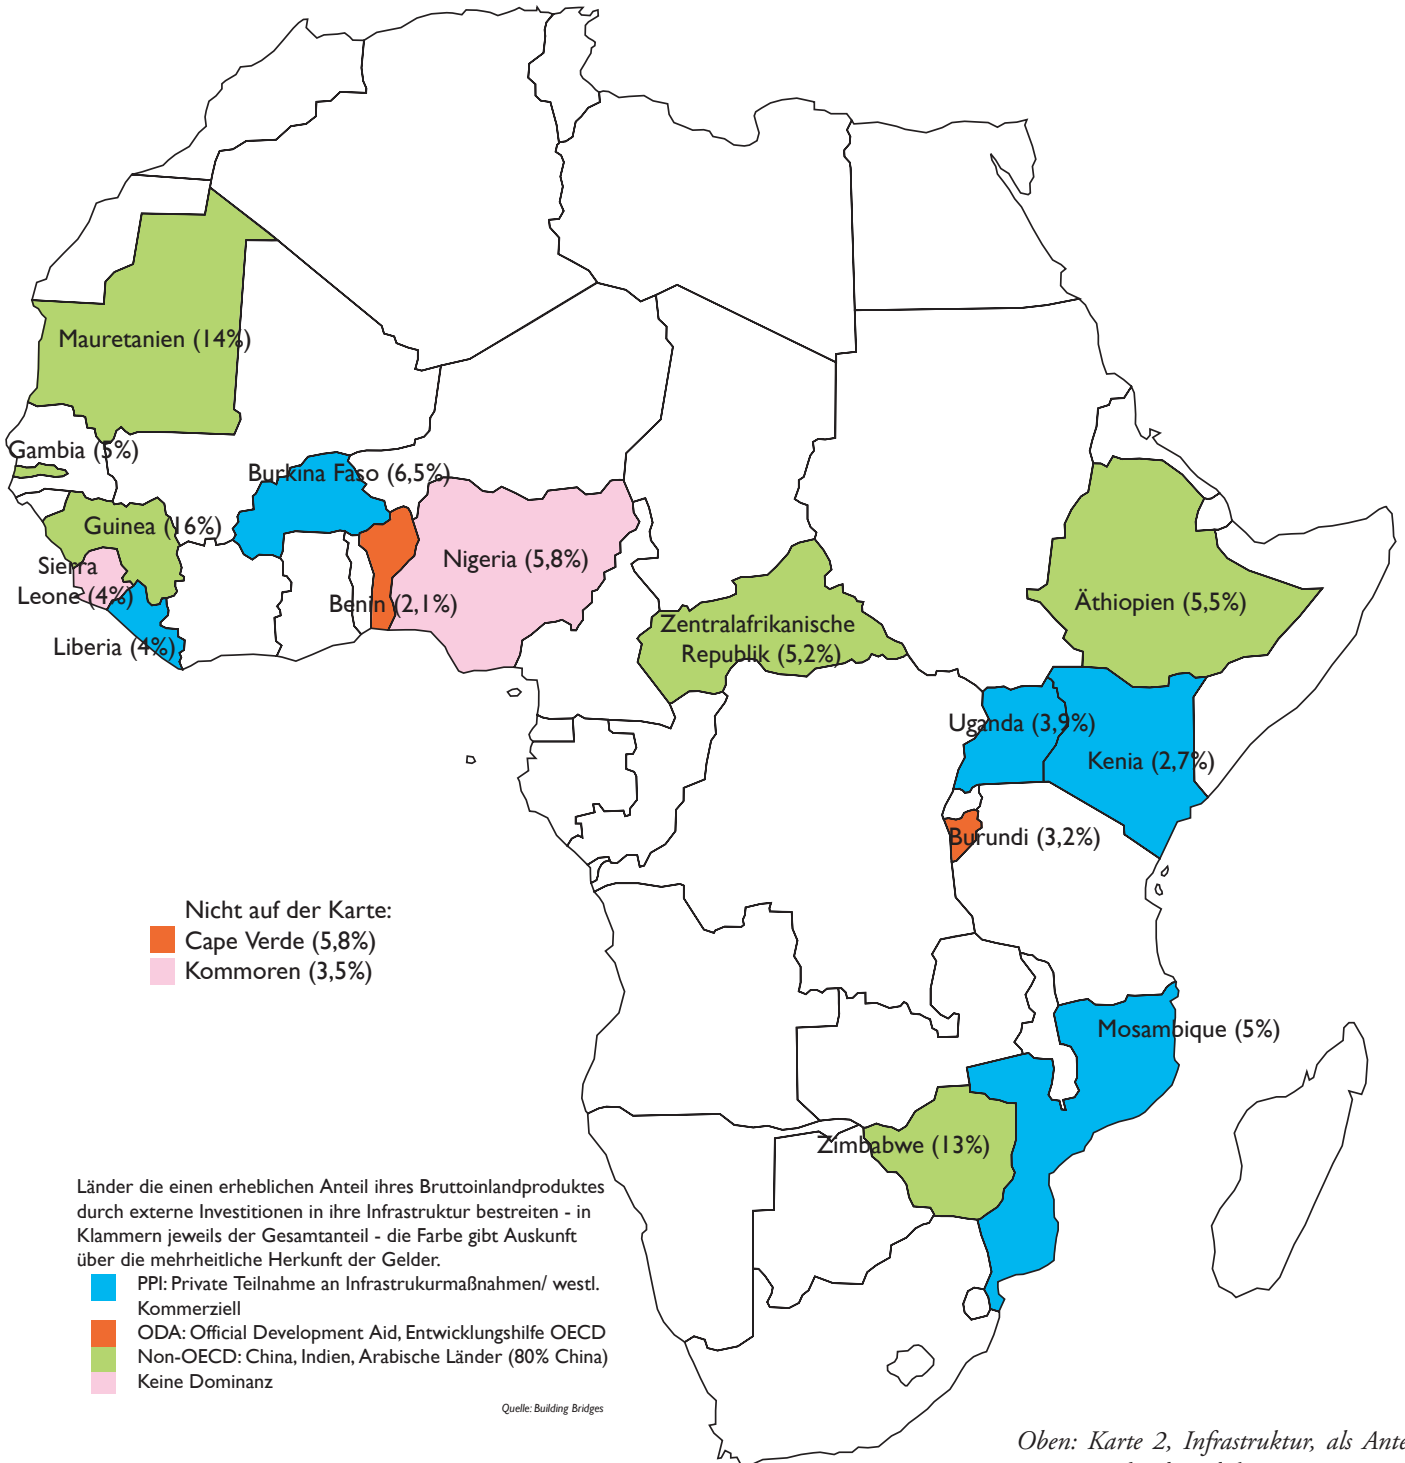 Mauretanien (14%)
Gambia (5%)
Burkina Faso (6,5%)
Guinea (16%)
Nigeria (5,8%)
Sierra
Leone (4%)
Benin (2,1%)
Liberia (4%)
Zentralafrikanische
Republik (5,2%)
Äthiopien (5,5%)
Uganda (3,9%)
Kenia (2,7%)
Burundi (3,2%)
Nicht auf der Karte:
Cape Verde (5,8%)
Kommoren (3,5%)
Mosambique (5%)
Zimbabwe (13%)
Länder die einen erheblichen Anteil ihres Bruttoinlandproduktes
durch externe Investitionen in ihre Infrastruktur bestreiten - in
Klammern jeweils der Gesamtanteil - die Farbe gibt Auskunft
über die mehrheitliche Herkunft der Gelder.
PPI: Private Teilnahme an Infrastrukurmaßnahmen/ westl.
Kommerziell
ODA: Official Development Aid, Entwicklungshilfe OECD
Non-OECD: China, Indien, Arabische Länder (80% China)
Keine Dominanz
Quelle: Building Bridges
Oben: Karte 2, Infrastruktur, als Ante